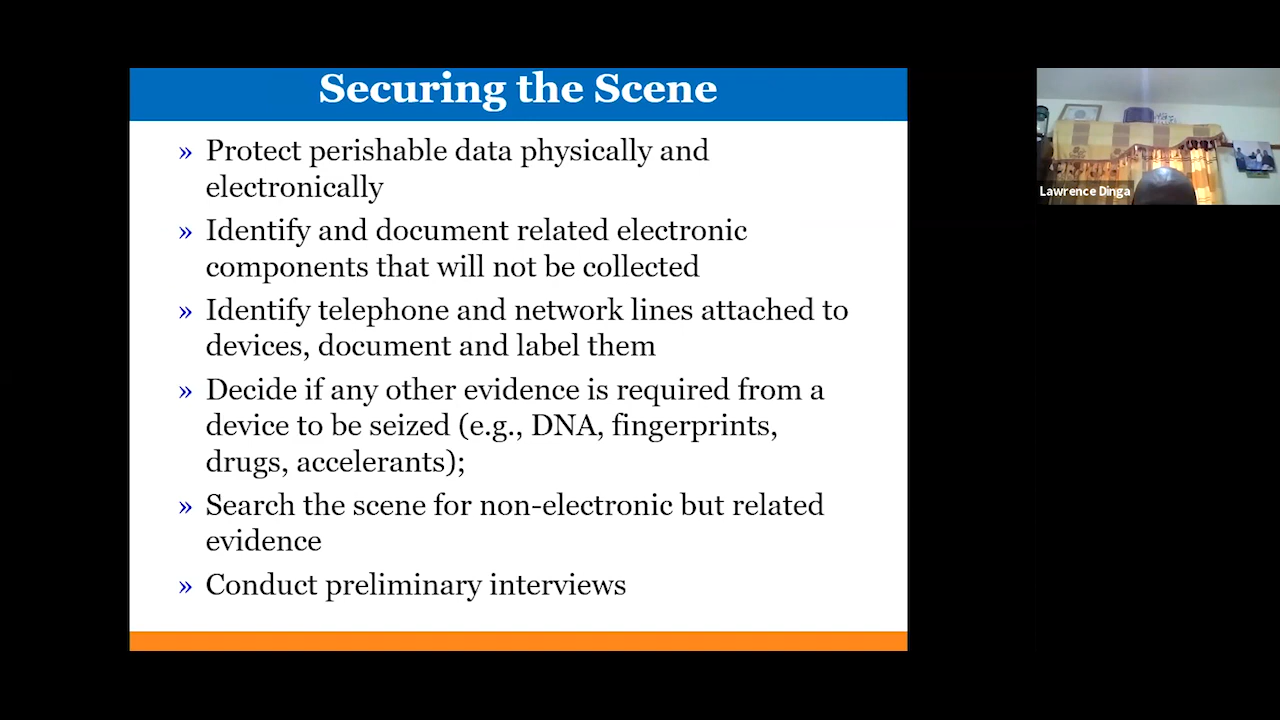 Securing the Scene
» Protect perishable data physically and
electronically
» Identify and document related electronic
components that will not be collected
» Identify telephone and network lines attached to
devices, document and label them
» Decide if any other evidence is required from a
device to be seized (e.g., DNA, fingerprints,
drugs, accelerants);
» Search the scene for non-electronic but related
evidence
» Conduct preliminary interviews
Lawrence Dinga